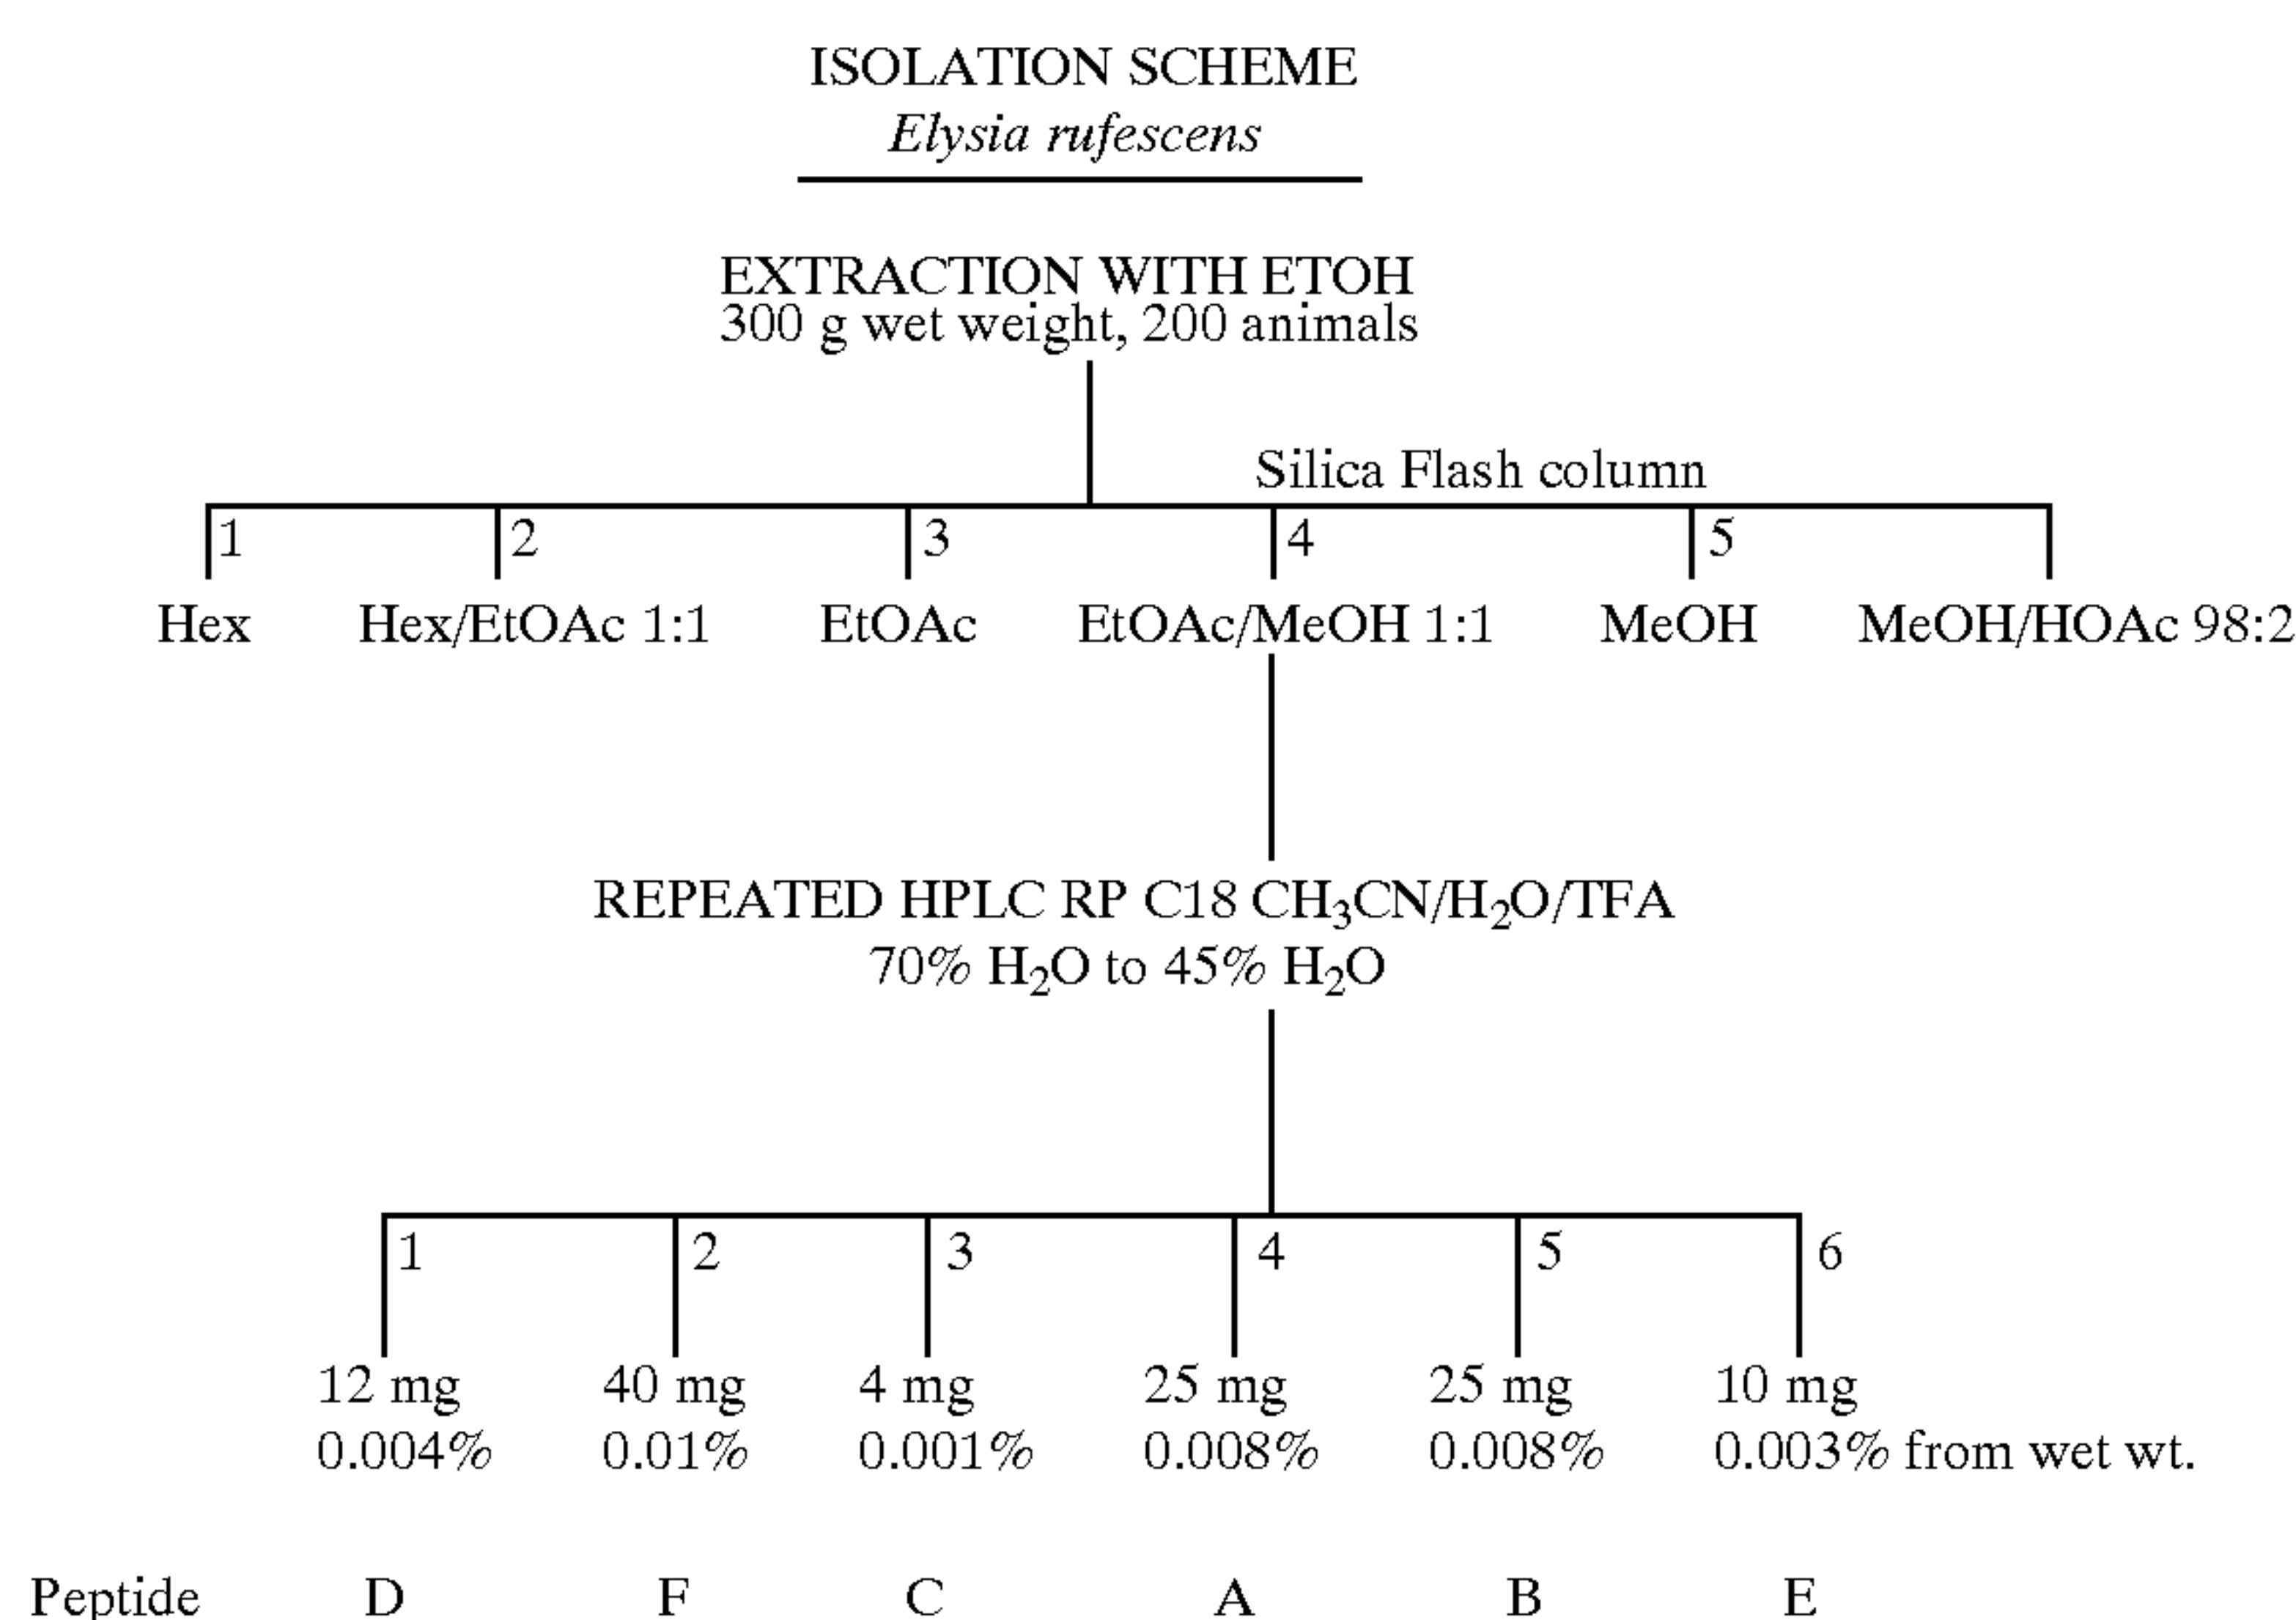 ISOLATION SCHEME
Elysia rufescens
EXTRACTION WITH ETOH
300 g wet weight, 200 animals
Silica Flash column
1 2 3 4 5
Hex Hex/EtOAc 1:1 EtOAc EtOAc/MeOH 1:1 MeOH MeOH/HOAc 98:2
REPEATED HPLC RP C18 CH₃CN/H₂O/TFA
70% H₂O to 45% H₂O
1 2 3 4 5 6
12 mg 40 mg 4 mg 25 mg 25 mg 10 mg
0.004% 0.01% 0.001% 0.008% 0.008% 0.003% from wet wt.
Peptide D F C A B E